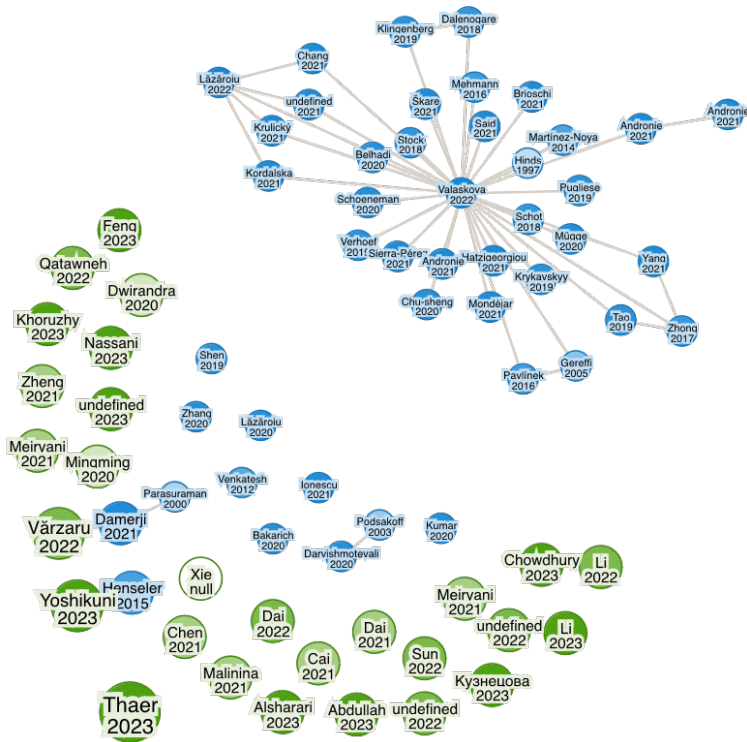 Dalenogare
2018
Klingenberg
2019
Chang
2021
Lăzăroiu
2022
undefined
2021
Mehmann
2016
Brioschi
2021
Škare
2021
Andronie
2021
Andronie
2021
Said
2021
Krulický
2021
Stock
2018
Martínez-Noya
2014
Belhadi
2020
Hinds
1997
Kordalska
2021
Valaskova
2022
Pugliese
2019
Schoeneman
2020
Schot
2018
Mügge
2020
Verhoef
2019
Sierra-Pérez
2021
Andronie
2021
Hatzigeorgiou
2021
Krykavskyy
2019
Yang
2021
Chu-sheng
2020
Mondéjar
2021
Tao
2019
Zhong
2017
Pavlínek
2016
Gereffi
2005
Feng
2023
Qatawneh
2022
Dwirandra
2020
Khoruzhy
2023
Nassani
2023
Shen
2019
Zheng
2021
undefined
2023
Zhang
2020
Lăzăroiu
2020
Meirvani
2021
Mingming
2020
Venkatesh
2012
Ionescu
2021
Parasuraman
2000
Vărzaru
2022
Damerji
2021
Bakarich
2020
Podsakoff
2003
Darvishmotevali
2020
Kumar
2020
Chowdhury
2023
Li
2022
Xie
null
Yoshikuni
2023
Henseler
2015
Meirvani
2021
Chen
2021
Dai
2022
Dai
2021
undefined
2022
Li
2023
Cai
2021
Sun
2022
Malinina
2021
Кузнецова
2023
Thaer
2023
Alsharari
2023
Abdullah
2023
undefined
2022